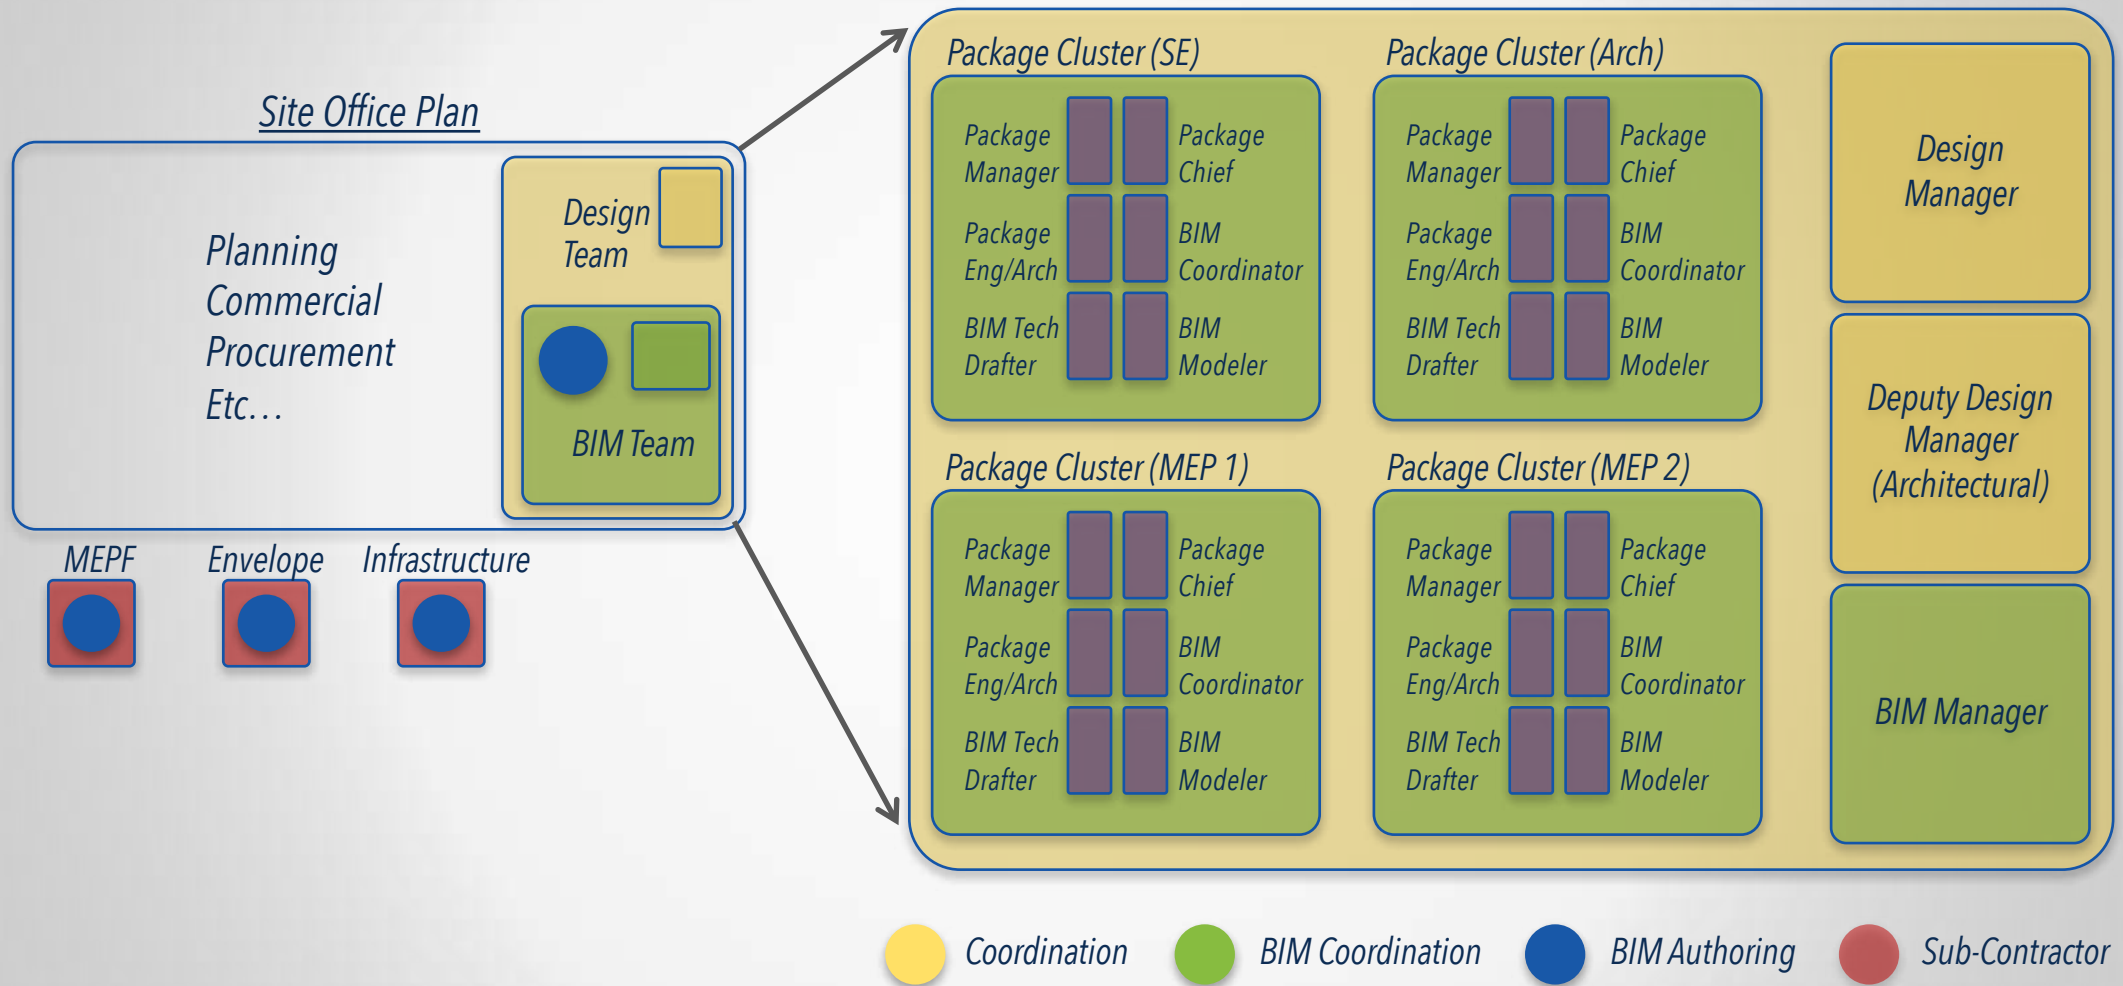 Site Office Plan
Planning
Commercial
Procurement
Etc…
Design
Team
BIM Team
MEPF
Envelope
Infrastructure
Package Cluster (SE)
Package
Manager
Package
Chief
Package
Eng/Arch
BIM
Coordinator
BIM Tech
Drafter
BIM
Modeler
Package Cluster (Arch)
Package
Manager
Package
Chief
Package
Eng/Arch
BIM
Coordinator
BIM Tech
Drafter
BIM
Modeler
Package Cluster (MEP 1)
Package
Manager
Package
Chief
Package
Eng/Arch
BIM
Coordinator
BIM Tech
Drafter
BIM
Modeler
Package Cluster (MEP 2)
Package
Manager
Package
Chief
Package
Eng/Arch
BIM
Coordinator
BIM Tech
Drafter
BIM
Modeler
Design
Manager
Deputy Design
Manager
(Architectural)
BIM Manager
Coordination
BIM Coordination
BIM Authoring
Sub-Contractor